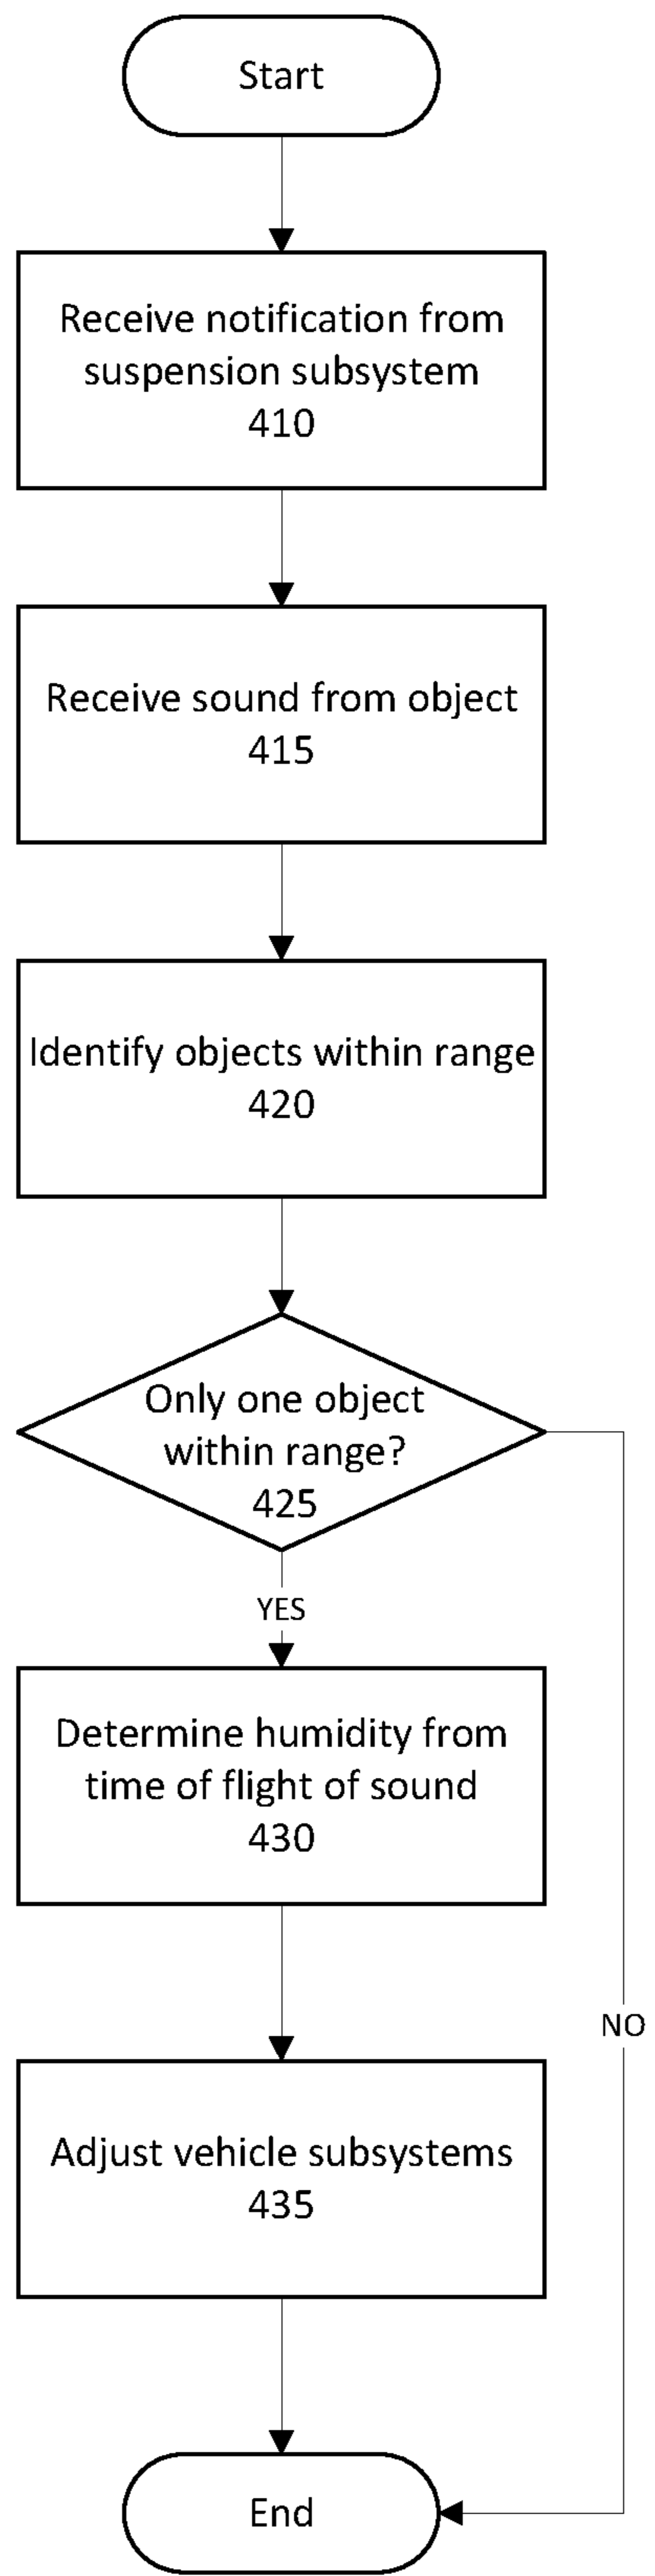 Start
Receive notification from
suspension subsystem
410
Receive sound from object
415
Identify objects within range
420
Only one object
within range?
425
YES
Determine humidity from
time of flight of sound
430
NO
Adjust vehicle subsystems
435
End